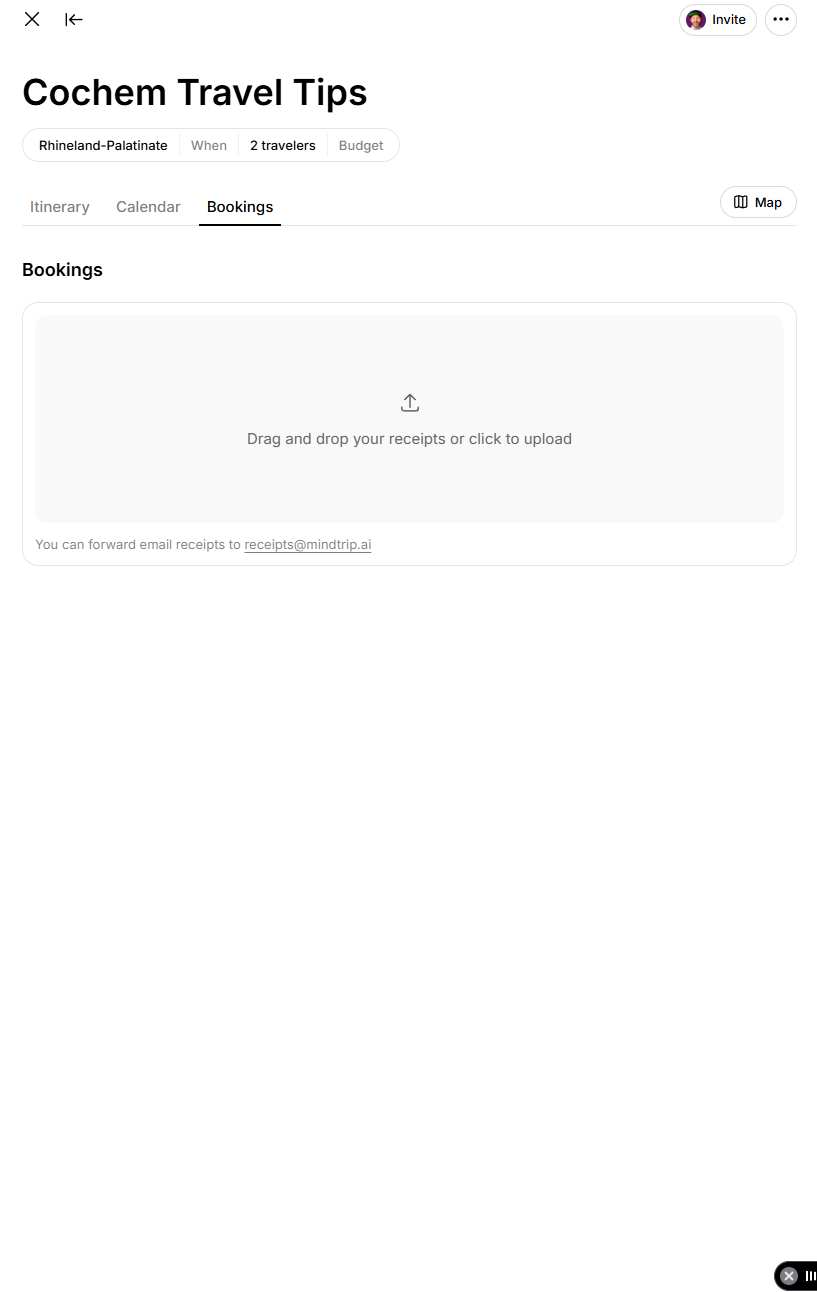 Invite
Cochem Travel Tips
Rhineland-Palatinate When 2 travelers Budget
Itinerary Calendar Bookings Map
Bookings
Drag and drop your receipts or click to upload
You can forward email receipts to receipts@mindtrip.ai